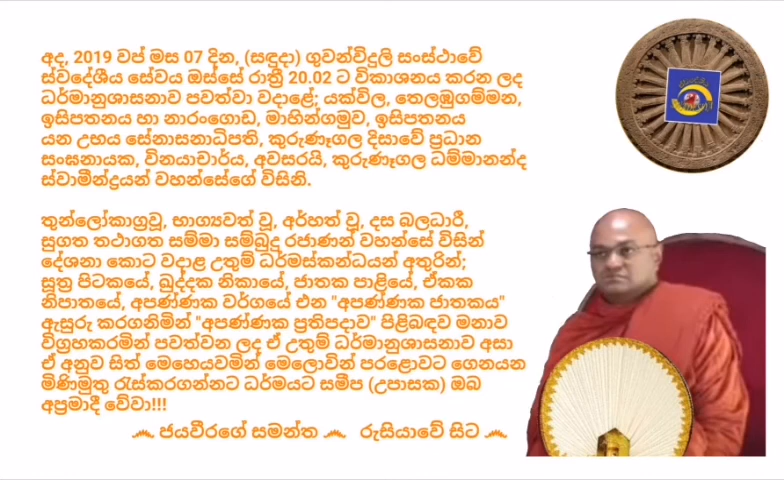 අද, 2019 වප් මස 07 දින, (සඳුදා) ගුවන්විදුලි සංස්ථාවේ
ස්වදේශීය සේවය ඔස්සේ රාත්‍රී 20.02 ට විකාශනය කරන ලද
ධර්මානුශාසනාව පවත්වා වදාළේ; යක්විල, තෙලඹුගම්මන,
ඉසිපතනය හා නාරංගොඩ, මාහින්ගමුව, ඉසිපතනය
යන උභය සේනාසනාධිපති, කුරුණෑගල දිසාවේ ප්‍රධාන
සංඝනායක, විනයාචාර්ය, අවසරයි, කුරුණෑගල ධම්මානන්ද
ස්වාමීන්ද්‍රයන් වහන්සේගේ විසිනි.
තුන්ලෝකාග්‍රවූ, භාග්‍යවත් වූ, අර්හත් වූ, දස බලධාරී,
සුගත තථාගත සම්මා සම්බුදු රජාණන් වහන්සේ විසින්
දේශනා කොට වදාළ උතුම් ධර්මස්කන්ධයන් අතුරින්;
සූත්‍ර පිටකයේ, ඛුද්දක නිකායේ, ජාතක පාළියේ, ඒකක
නිපාතයේ, අපණ්ණක වර්ගයේ එන "අපණ්ණක ජාතකය"
ඇසුරු කරගනිමින් "අපණ්ණක ප්‍රතිපදාව" පිළිබඳව මනාව
විග්‍රහකරමින් පවත්වන ලද ඒ උතුම් ධර්මානුශාසනාව අසා
ඒ අනුව සිත් මෙහෙයවමින් මෙලොවින් පරළොවට ගෙනයන
මිණිමුතු රැස්කරගන්නට ධර්මයට සමීප (උපාසක) ඔබ
අප්‍රමාදී වේවා!!!
ජයවීරගේ සමන්ත රුසියාවේ සිට